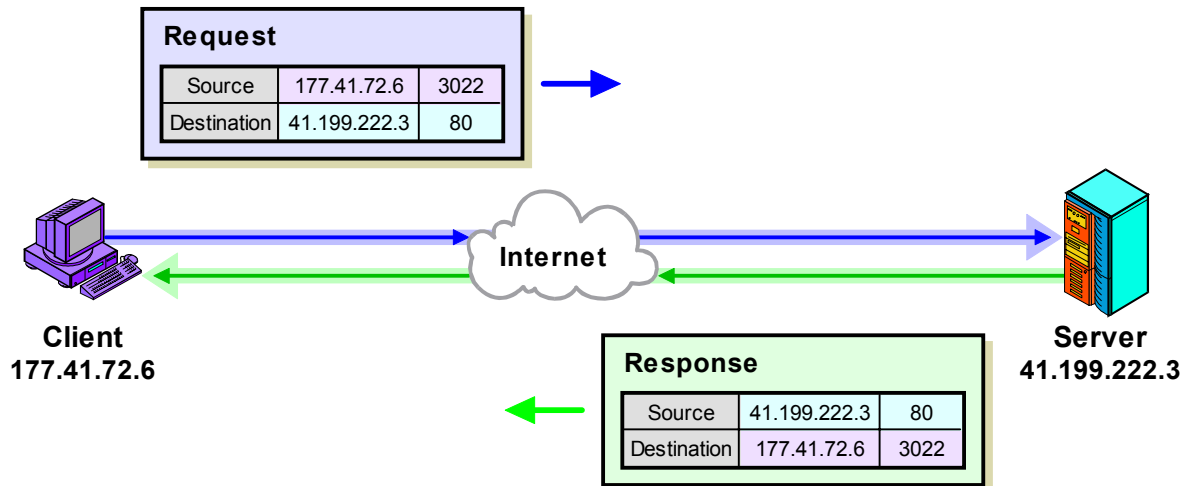 Request
Source 177.41.72.6 3022
Destination 41.199.222.3 80
Internet
Client
177.41.72.6
Server
41.199.222.3
Response
Source 41.199.222.3 80
Destination 177.41.72.6 3022